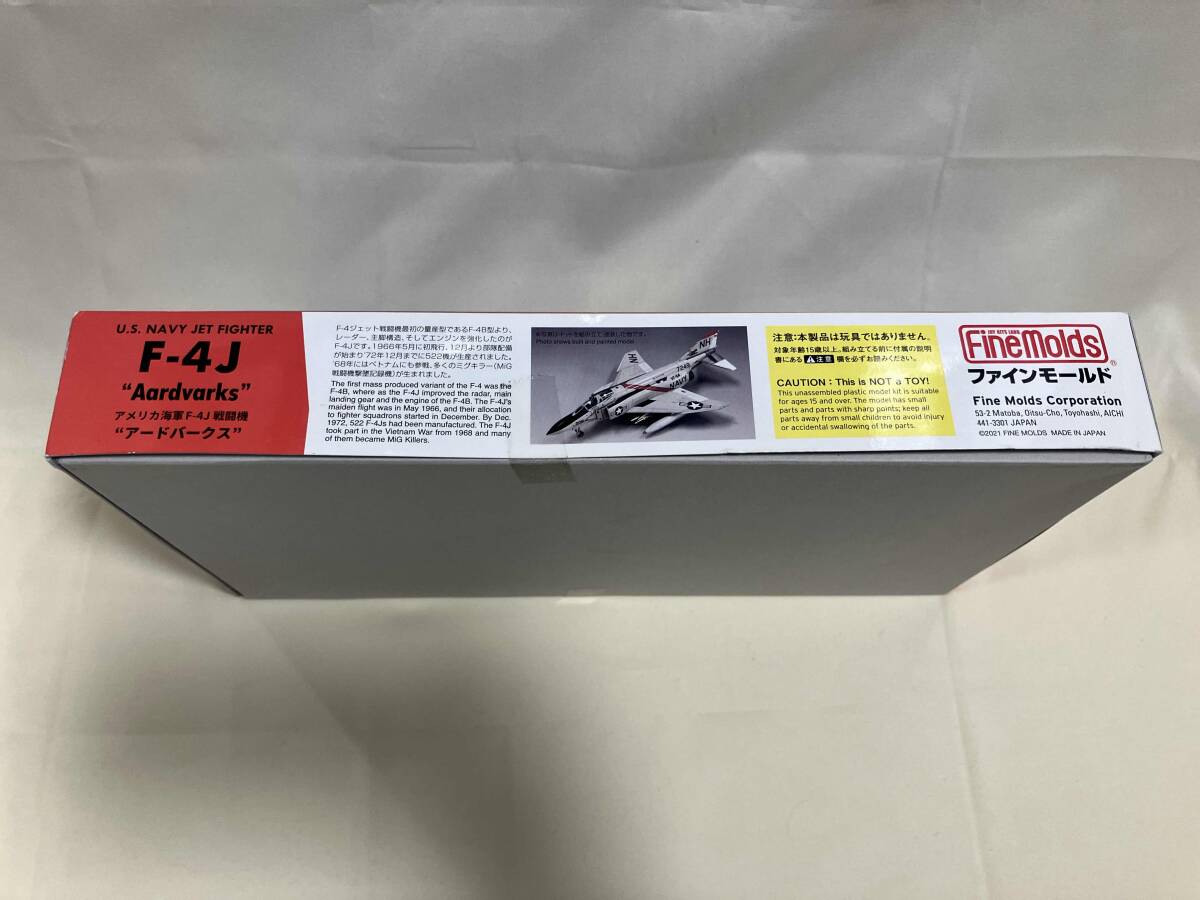 U.S. NAVY JET FIGHTER
F-4J
"Aardvarks"
アメリカ海軍F-4J戦闘機
"アードバークス"
F-4ジェット戦闘機最初の量産型であるF-4B型より、
レーダー、主脚構造、そしてエンジンを強化したのが
F-4Jです。1966年5月に初飛行、12月より部隊配備
が始まり'72年12月までに522機が生産されました。
'68年にはベトナムにも参戦、多くのミグキラー(MiG
戦闘機撃墜記録機)が生まれました。
The first mass produced variant of the F-4 was the
F-4B, where as the F-4J improved the radar, main
landing gear and the engine of the F-4B. The F-4J's
maiden flight was in May 1966, and their allocation
to fighter squadrons started in December. By Dec.
1972, 522 F-4Js had been manufactured. The F-4J
took part in the Vietnam War from 1968 and many
of them became MiG Killers.
Photo shows built and painted model.
NH
7249
NAVY
注意:本製品は玩具ではありません。
対象年齢15歳以上。組み立てる前に付属の説明
書にある 注意 欄を必ずお読みください。
CAUTION : This is NOT a TOY!
This unassembled plastic model kit is suitable
for ages 15 and over. The model has small
parts and parts with sharp points; keep all
parts away from small children to avoid injury
or accidental swallowing of the parts.
JOY KITS LABO
FineMolds®
ファインモールド
Fine Molds Corporation
53-2 Matoba, Oitsu-Cho, Toyohashi, AICHI
441-3301 JAPAN
©2021 FINE MOLDS MADE IN JAPAN